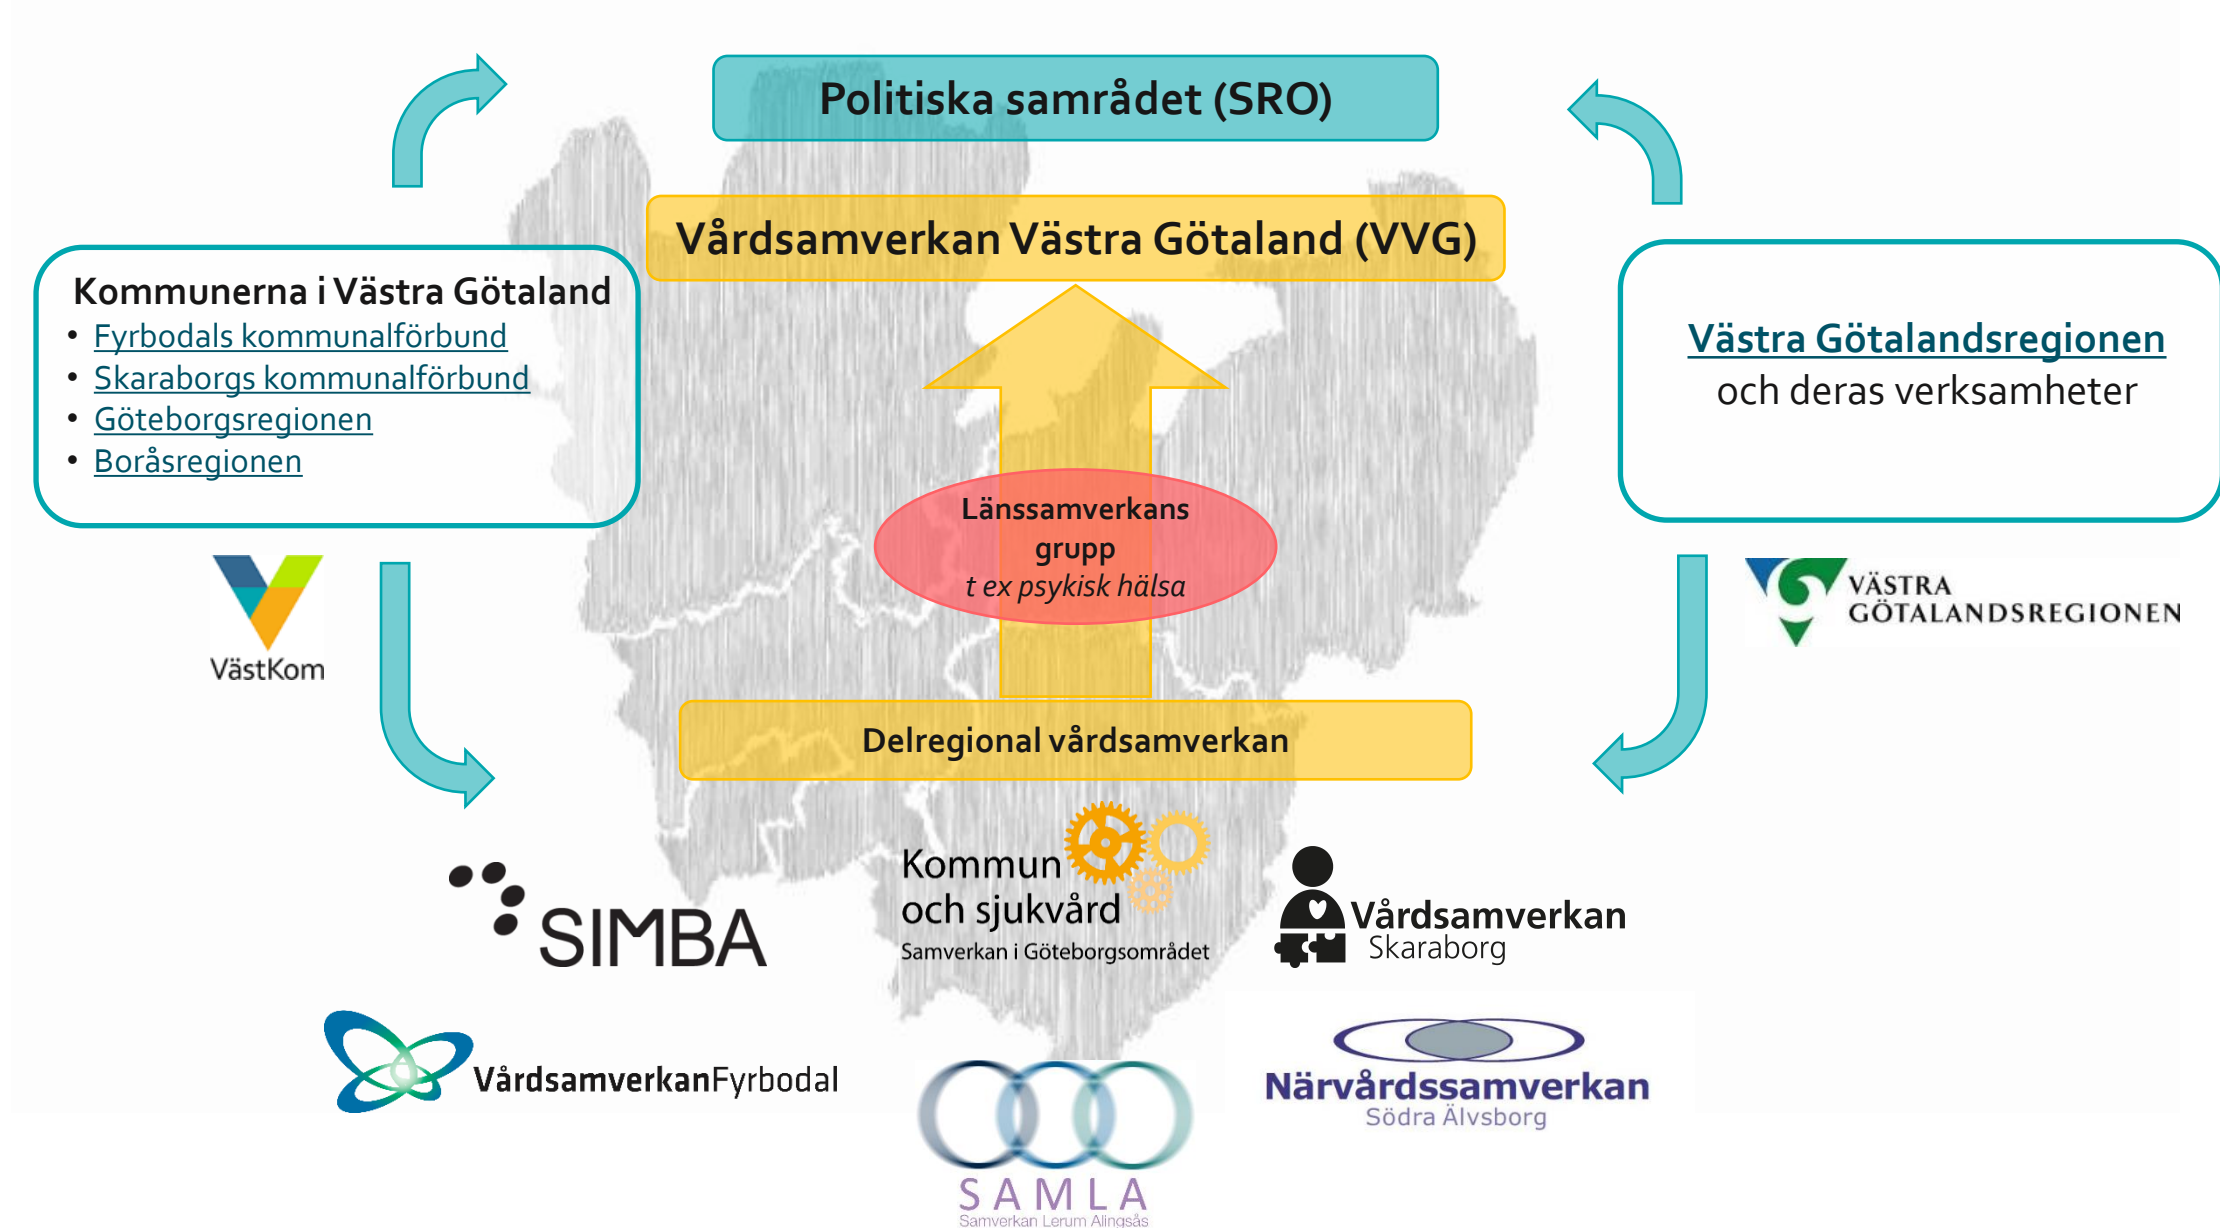 Politiska samrådet (SRO)
Vårdsamverkan Västra Götaland (VVG)
Kommunerna i Västra Götaland
• Fyrbodals kommunalförbund
• Skaraborgs kommunalförbund
• Göteborgsregionen
• Boråsregionen
Västra Götalandsregionen
och deras verksamheter
Länssamverkans
grupp
t ex psykisk hälsa
VästKom
VÄSTRA
GÖTALANDSREGIONEN
Delregional vårdsamverkan
SIMBA
Kommun
och sjukvård
Samverkan i Göteborgsområdet
Vårdsamverkan
Skaraborg
VårdsamverkanFyrbodal
Närvårdssamverkan
Södra Älvsborg
SAMLA
Samverkan Lerum Alingsås